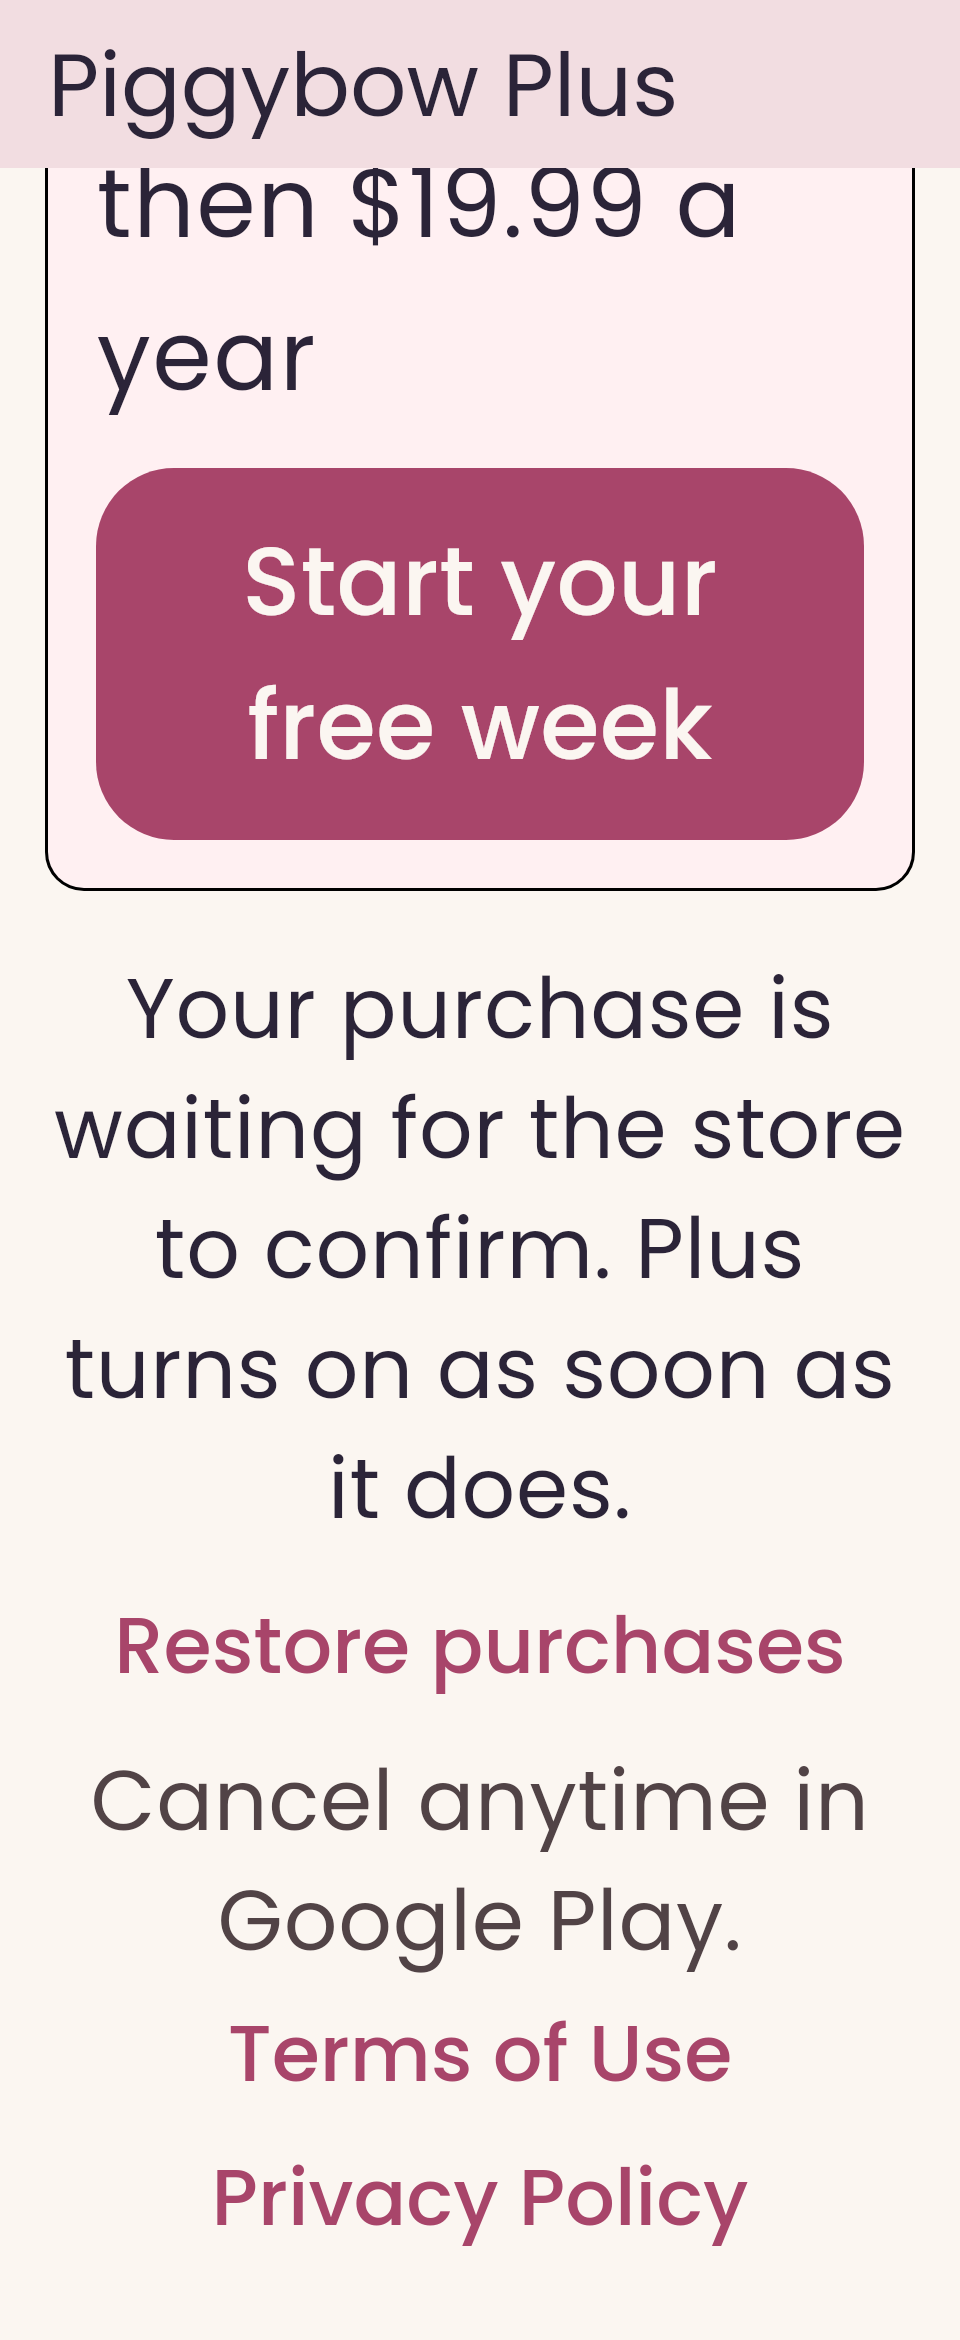 Piggybow Plus
then $19.99 a
year
Start your
free week
Your purchase is
waiting for the store
to confirm. Plus
turns on as soon as
it does.
Restore purchases
Cancel anytime in
Google Play.
Terms of Use
Privacy Policy